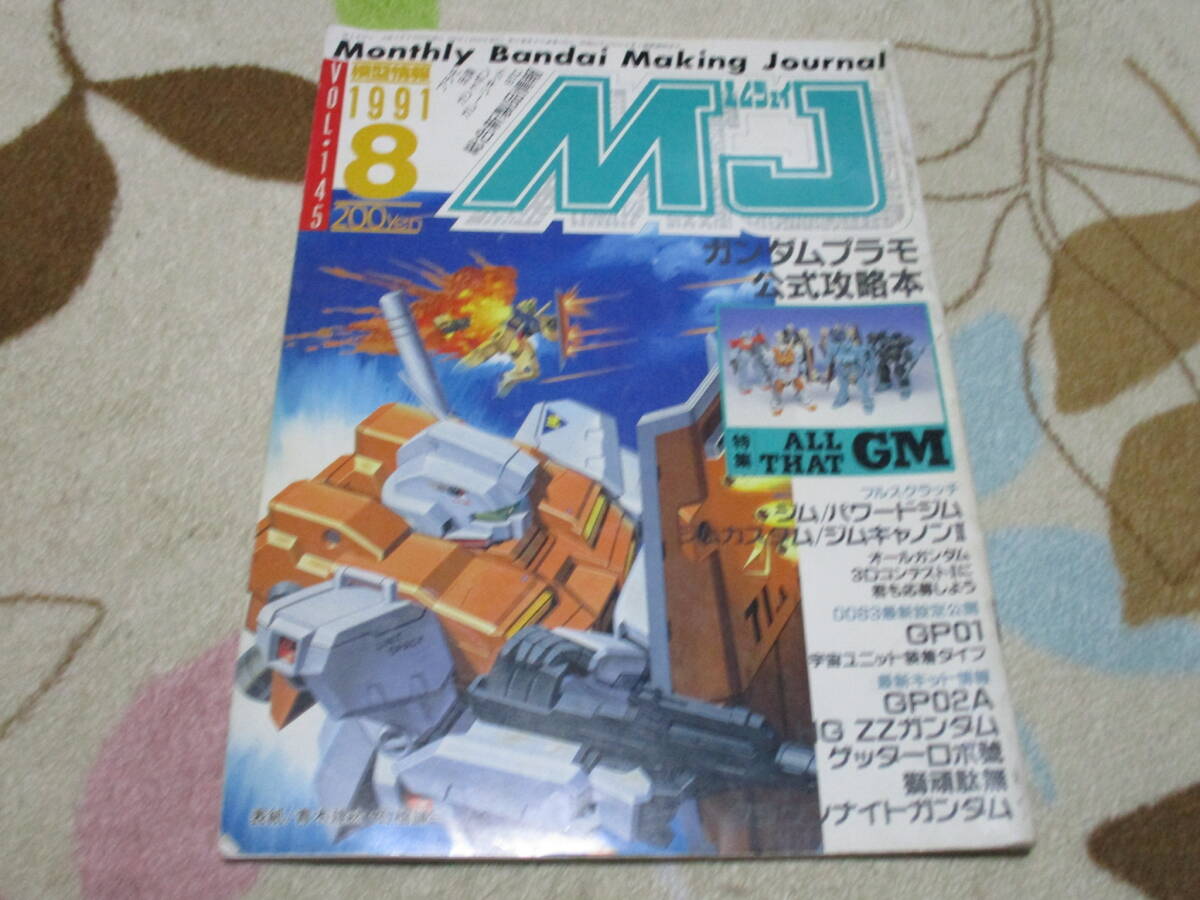 Monthly Bandai Making Journal
模型情報
VOL・145
1991
8
200Yen
エムジェイ
MJ
ガンダムプラモ
公式攻略本
特集
ALL THAT GM
フルスクラッチ
ジム/パワードジム
ジムカスタム/ジムキャノンII
オールガンダム
3Dコンテスト
君も応募しよう
0083最新設定公開
GP01
宇宙ユニット装着タイプ
最新キット情報
GP02A
ZZガンダム
ゲッターロボ號
獅頑駄無
ナイトガンダム
71
表紙/青木